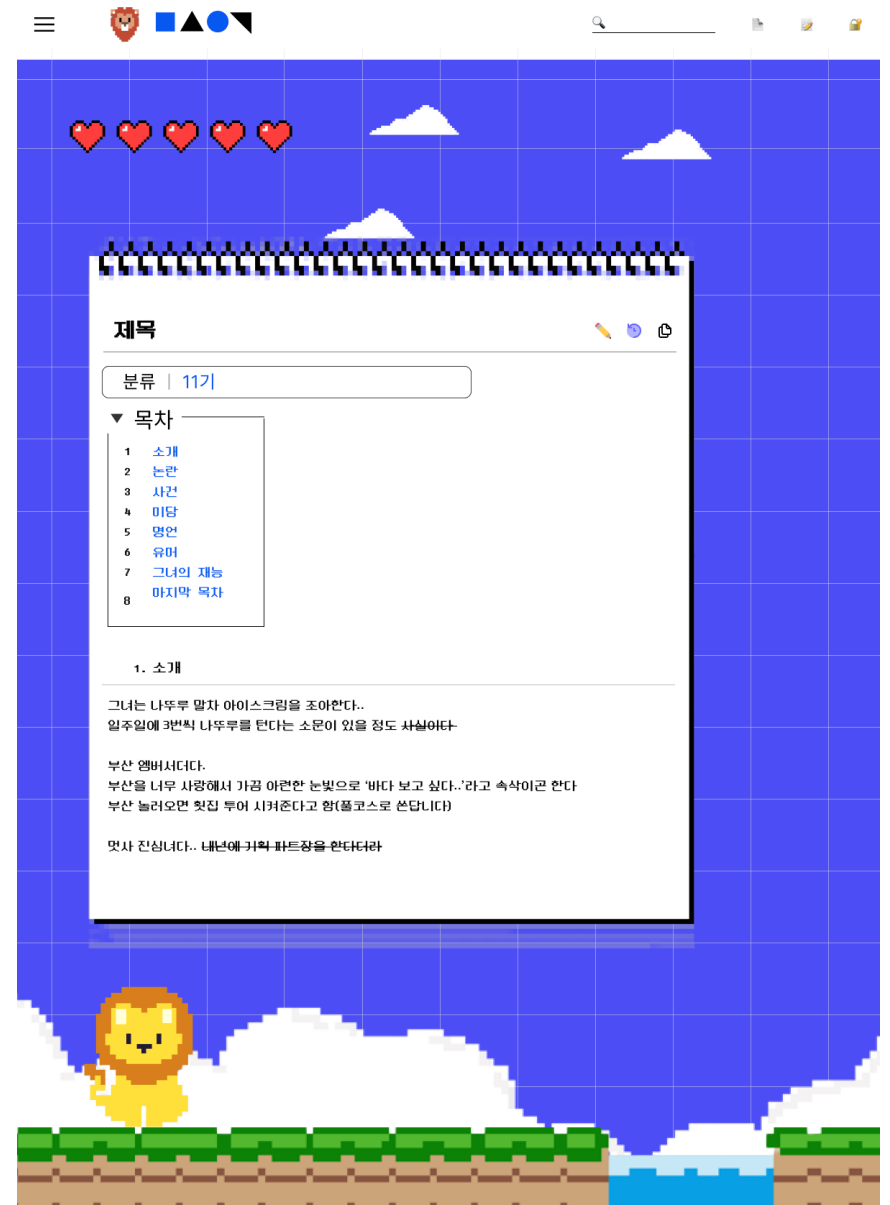 제목
분류 | 11기
▼ 목차
1 소개
2 논란
3 사건
4 미담
5 명언
6 유머
7 그녀의 재능
8 마지막 목차
1. 소개
그녀는 나뚜루 말차 아이스크림을 조아한다..
일주일에 3번씩 나뚜루를 턴다는 소문이 있을 정도 사실이다
부산 엠버서더다.
부산을 너무 사랑해서 가끔 아련한 눈빛으로 ‘바다 보고 싶다..’라고 속삭이곤 한다
부산 놀러오면 횟집 투어 시켜준다고 함(풀코스로 쏜답니다)
멋사 진심녀다.. 내년에 기획 파트장을 한다더라